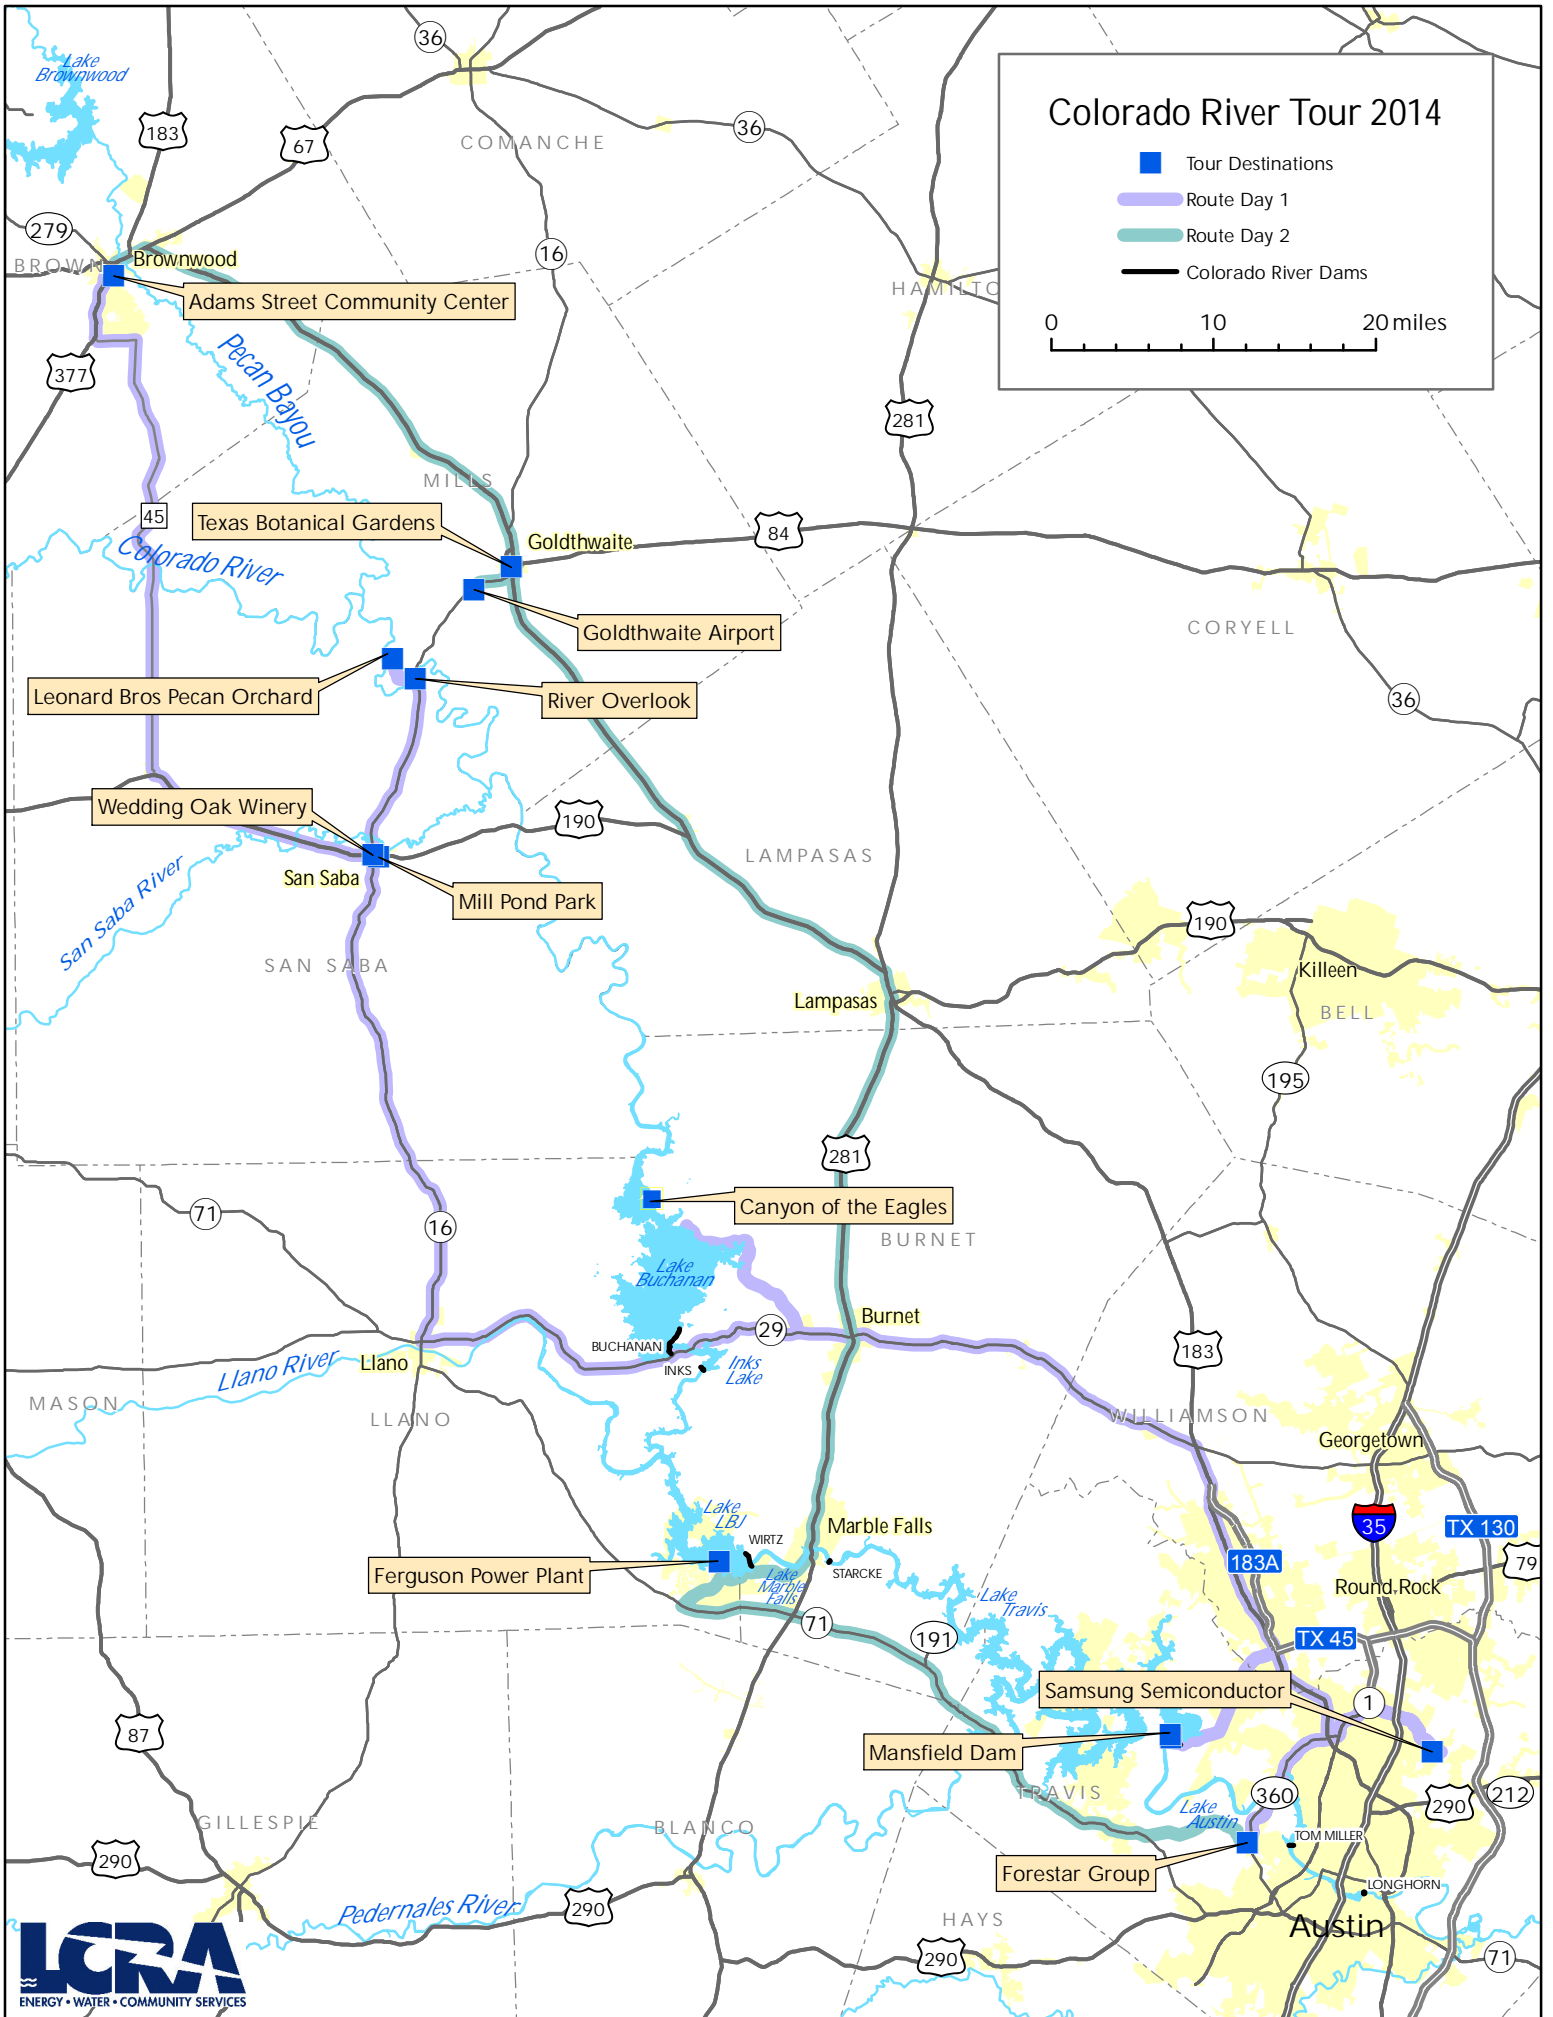 Colorado River Tour 2014
Tour Destinations
Route Day 1
Route Day 2
Colorado River Dams
0 10 20 miles
Lake
Brownwood
36
183
67
COMANCHE
36
279
BROWN
Brownwood
16
Adams Street Community Center
HAMILTO
377
Pecan Bayou
281
MILLS
45
Texas Botanical Gardens
Goldthwaite
84
Colorado River
Goldthwaite Airport
CORYELL
Leonard Bros Pecan Orchard
River Overlook
36
Wedding Oak Winery
190
LAMPASAS
San Saba
Mill Pond Park
San Saba River
190
SAN SABA
Killeen
Lampasas
BELL
195
281
Canyon of the Eagles
71
16
BURNET
Lake
Buchanan
Burnet
29
BUCHANAN
183
Llano
Llano River
INKS
Inks
Lake
MASON
LLANO
WILLIAMSON
Georgetown
Lake
LBJ
Marble Falls
35
TX 130
WIRTZ
183A
79
Ferguson Power Plant
STARCKE
Lake
Marble
Falls
Round Rock
Lake
Travis
71
191
TX 45
Samsung Semiconductor
1
87
Mansfield Dam
TRAVIS
360
290
212
Lake
Austin
GILLESPIE
BLANCO
TOM MILLER
290
Forestar Group
LONGHORN
Pedernales River
290
HAYS
Austin
290
71
LCRA
ENERGY • WATER • COMMUNITY SERVICES